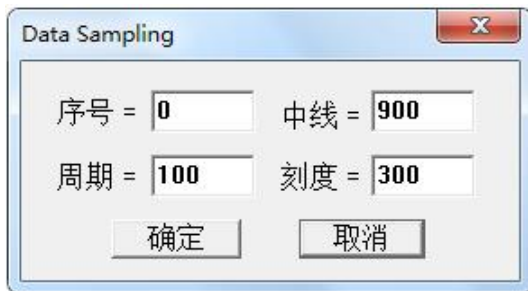 Data Sampling
序号 = 0 中线 = 900
周期 = 100 刻度 = 300
确定 取消